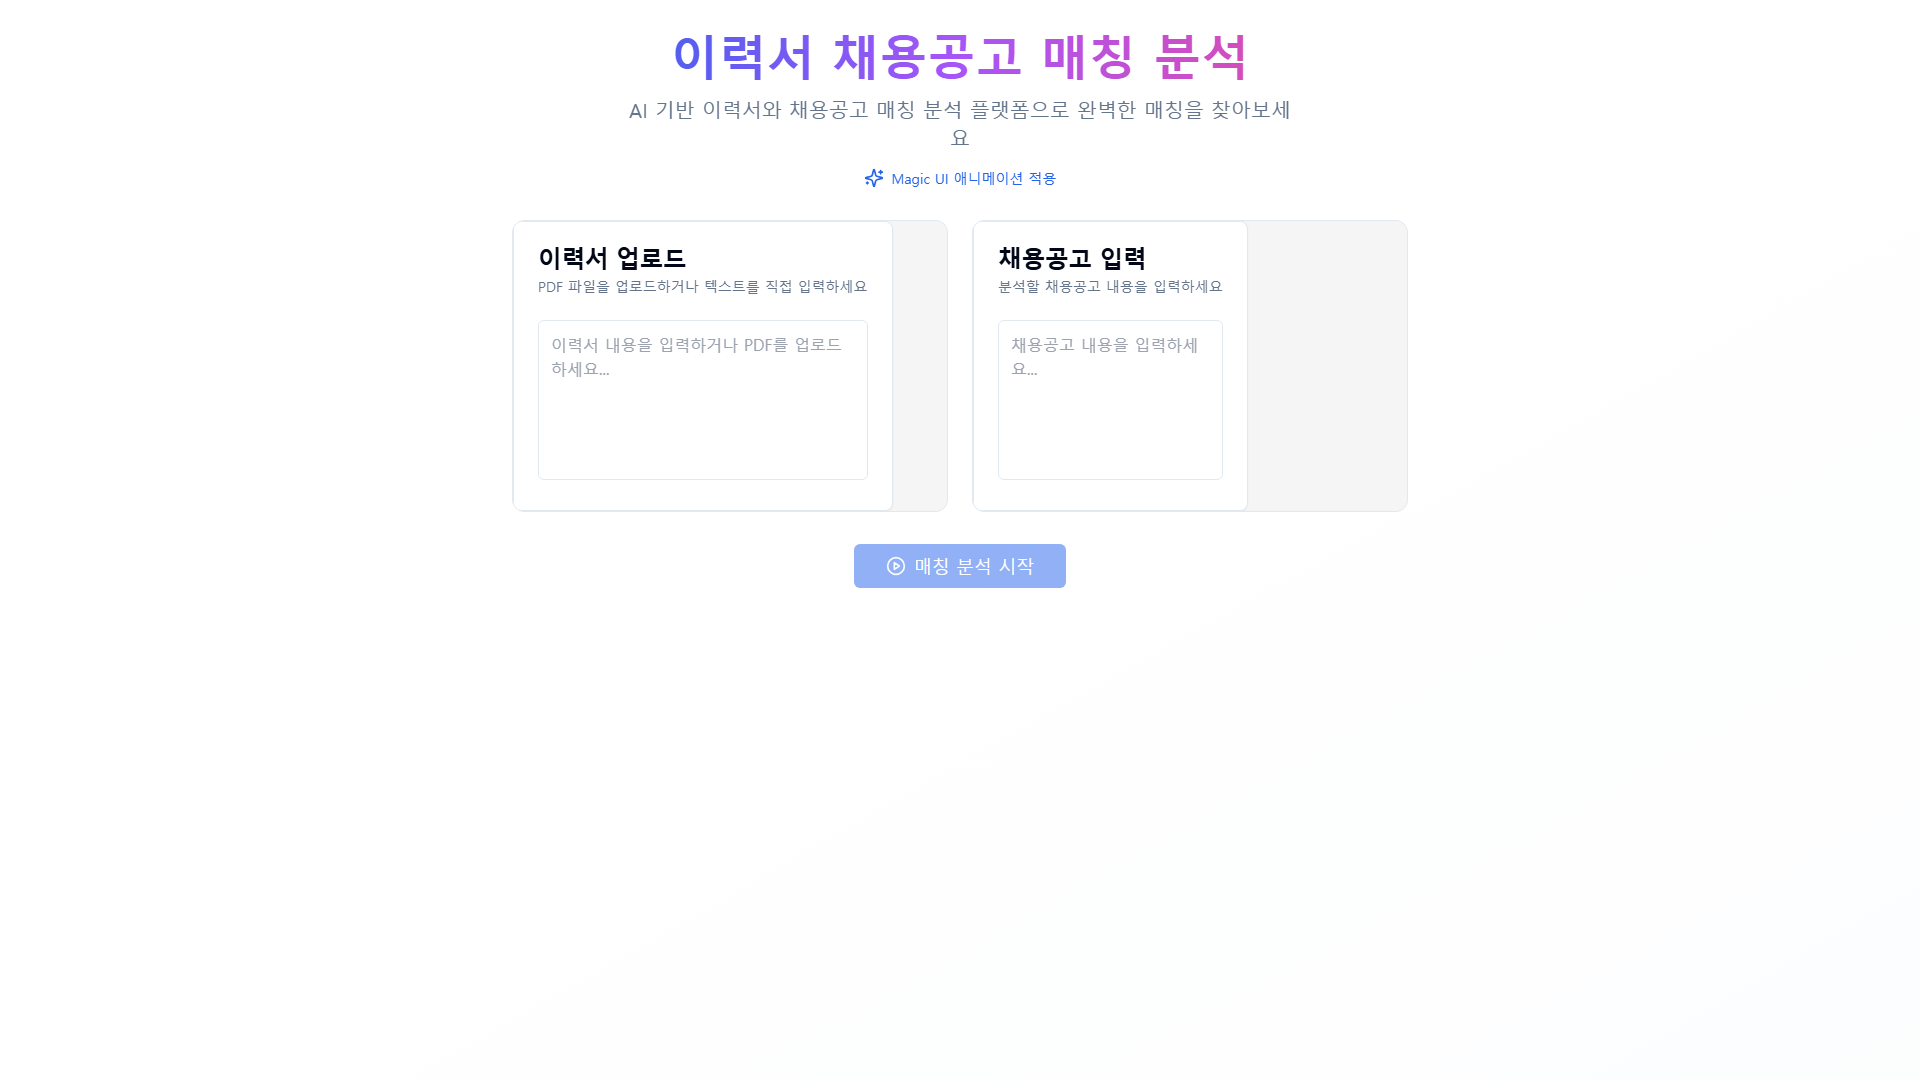 이력서 채용공고 매칭 분석
AI 기반 이력서와 채용공고 매칭 분석 플랫폼으로 완벽한 매칭을 찾아보세
요
Magic UI 애니메이션 적용
이력서 업로드
PDF 파일을 업로드하거나 텍스트를 직접 입력하세요
이력서 내용을 입력하거나 PDF를 업로드
하세요...
채용공고 입력
분석할 채용공고 내용을 입력하세요
채용공고 내용을 입력하세
요...
매칭 분석 시작